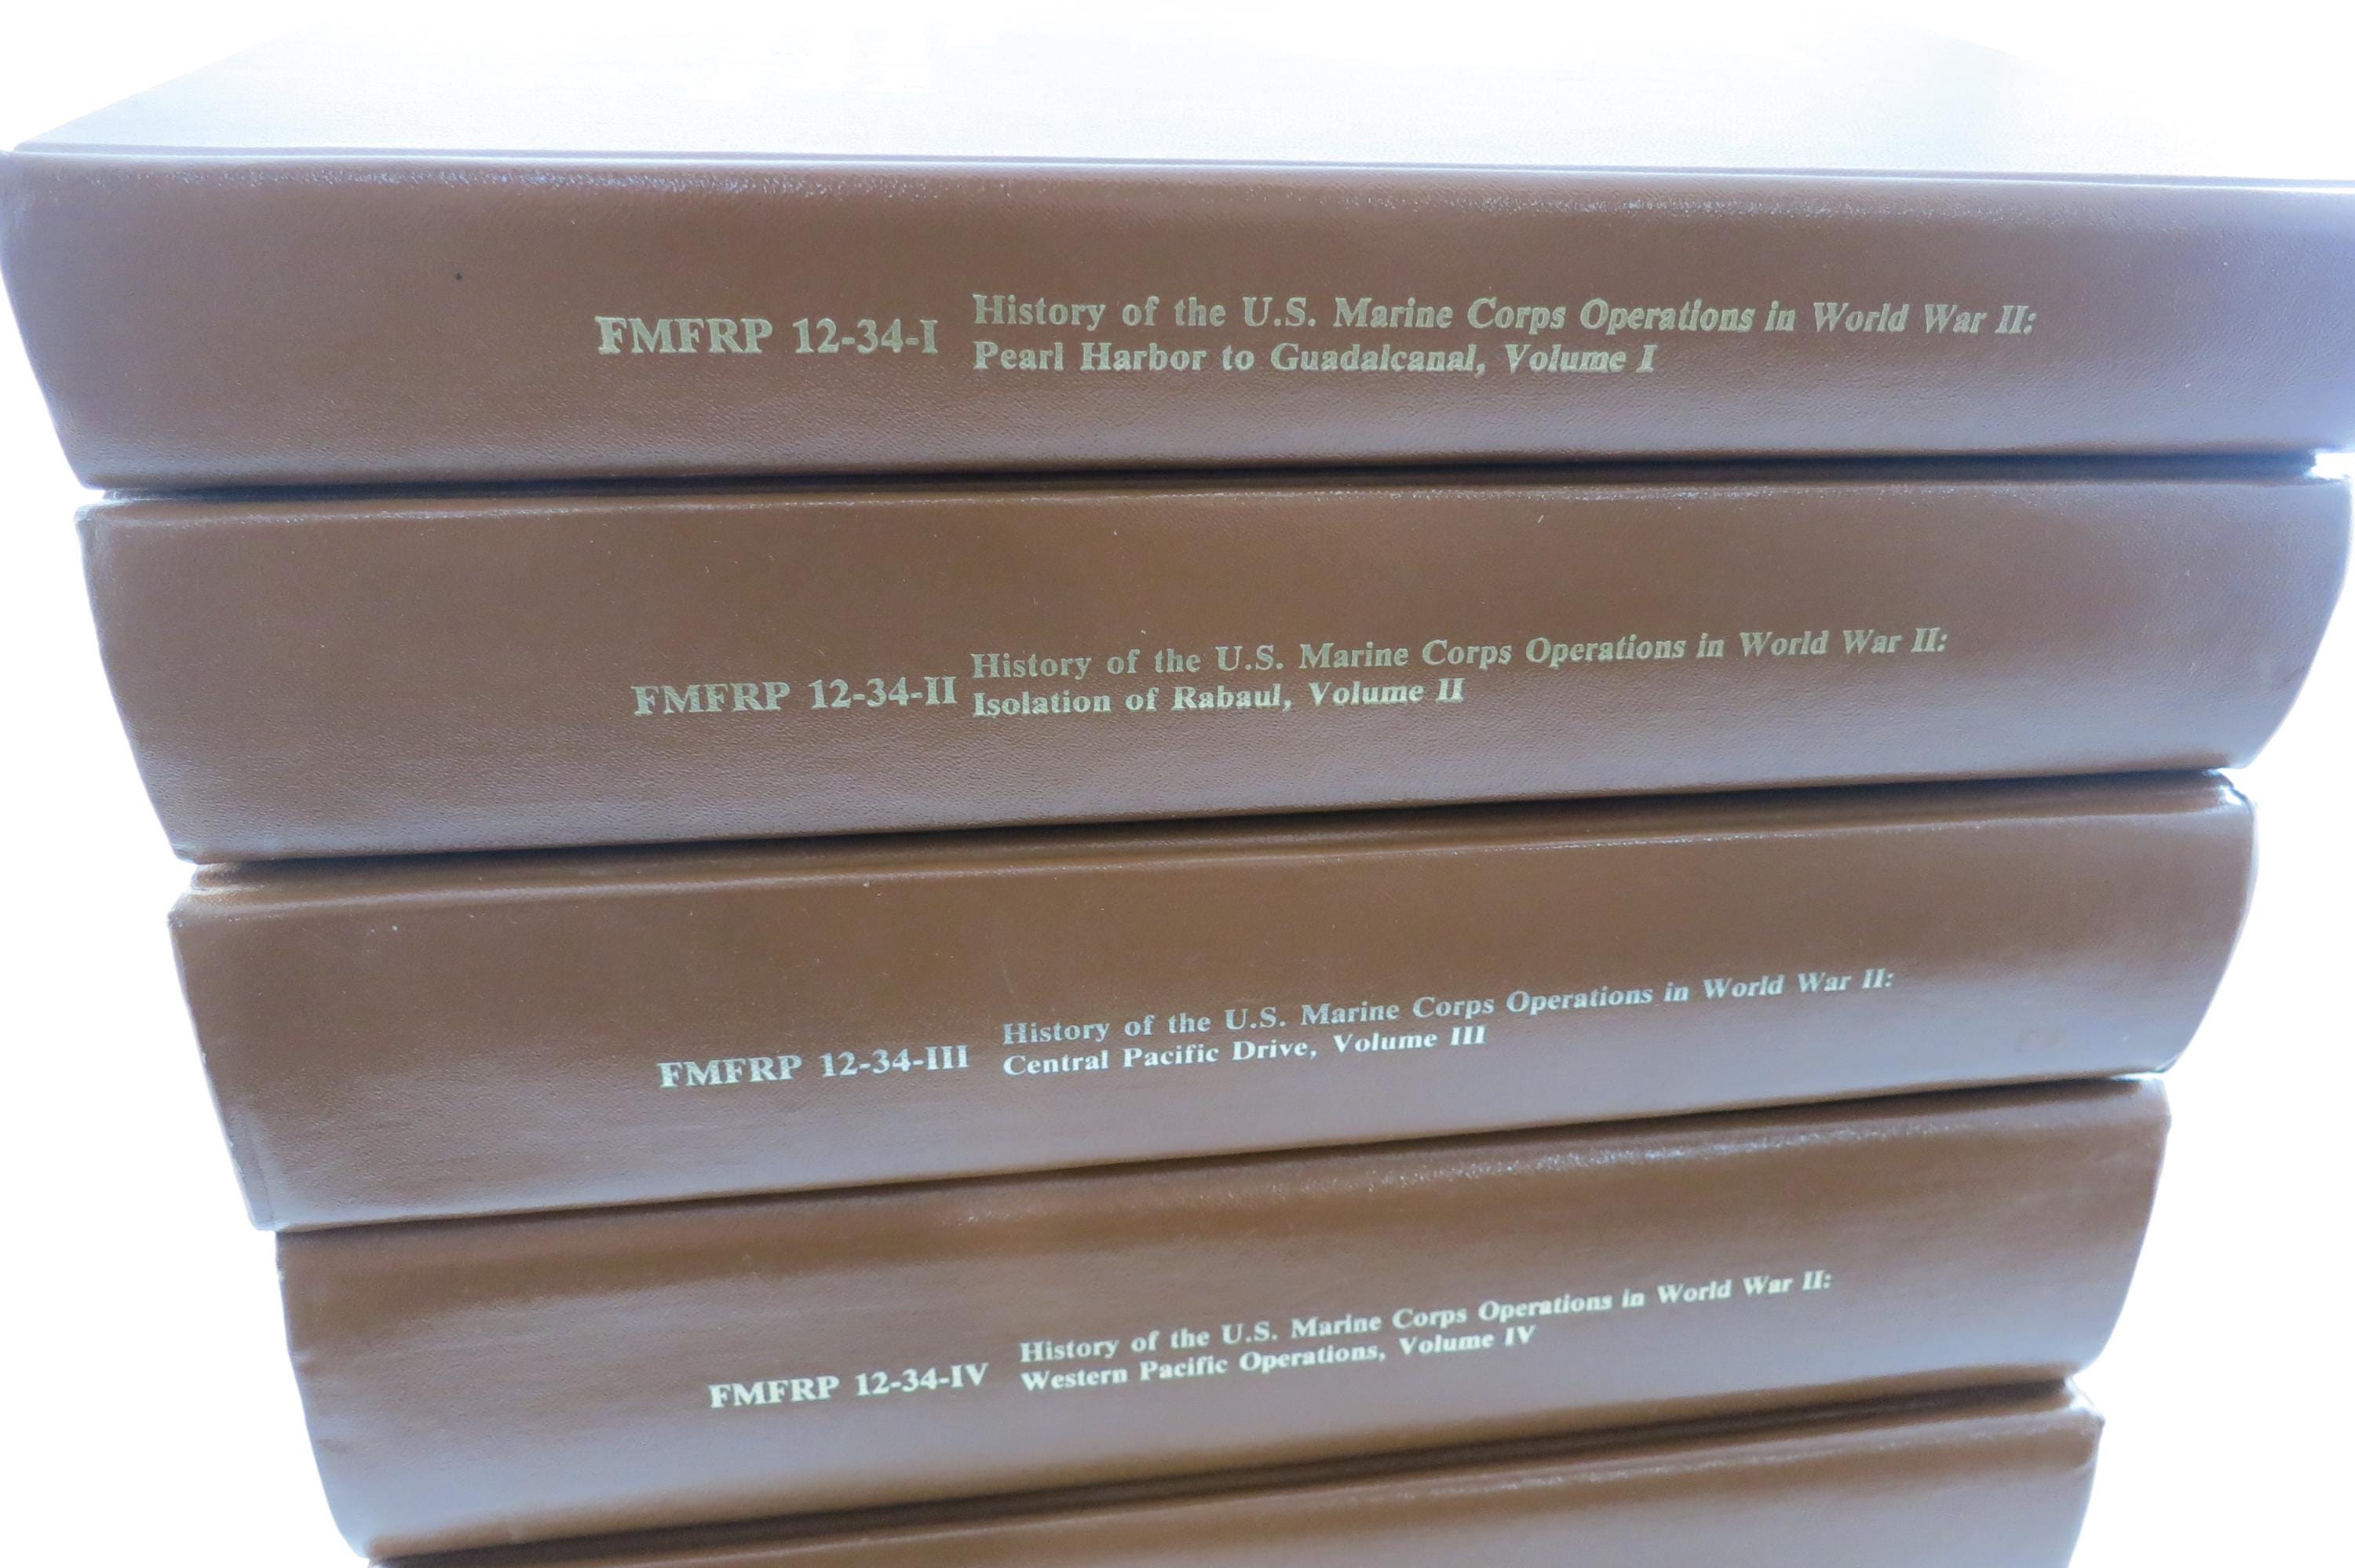 FMFRP 12-34-I
History of the U.S. Marine Corps Operations in World War II:
Pearl Harbor to Guadalcanal, Volume I
FMFRP 12-34-II
History of the U.S. Marine Corps Operations in World War II:
Isolation of Rabaul, Volume II
FMFRP 12-34-III
History of the U.S. Marine Corps Operations in World War II:
Central Pacific Drive, Volume III
FMFRP 12-34-IV
History of the U.S. Marine Corps Operations in World War II:
Western Pacific Operations, Volume IV